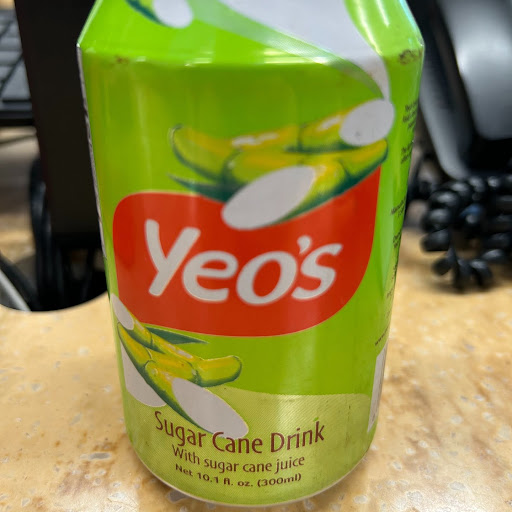 Yeo's
Sugar Cane Drink
With sugar cane juice
Net 10.1 fl. oz. (300ml)